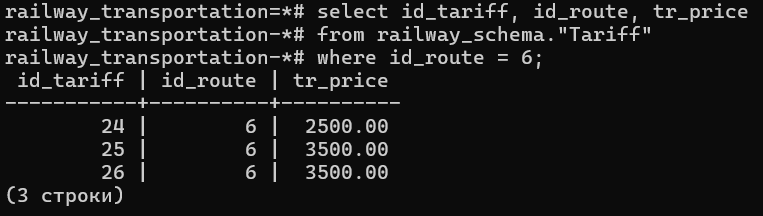 railway_transportation=*# select id_tariff, id_route, tr_price
railway_transportation-*# from railway_schema."Tariff"
railway_transportation-*# where id_route = 6;
 id_tariff | id_route | tr_price
-----------+----------+----------
        24 |        6 |  2500.00
        25 |        6 |  3500.00
        26 |        6 |  3500.00
(3 строки)